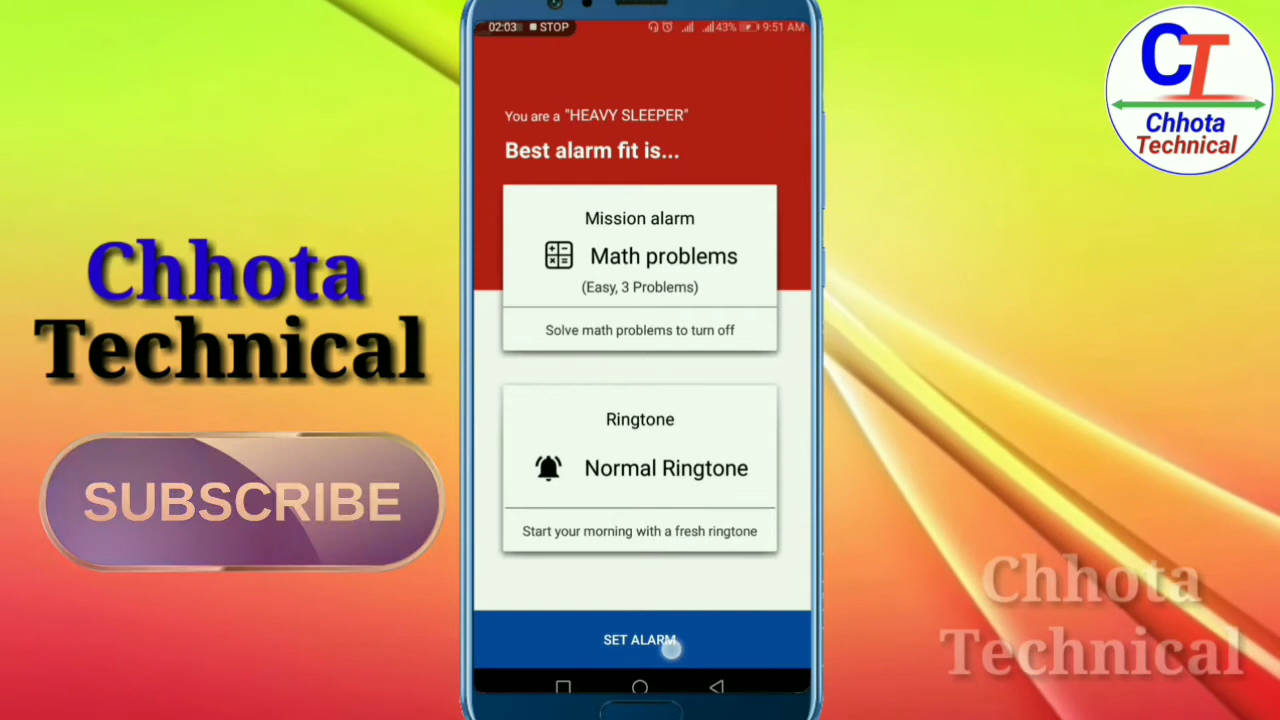 02:03 STOP 43% 9:51 AM
CT
Chhota
Technical
You are a "HEAVY SLEEPER"
Best alarm fit is...
Mission alarm
Math problems
(Easy, 3 Problems)
Solve math problems to turn off
Chhota
Technical
SUBSCRIBE
Ringtone
Normal Ringtone
Start your morning with a fresh ringtone
SET ALARM
Chhota
Technical